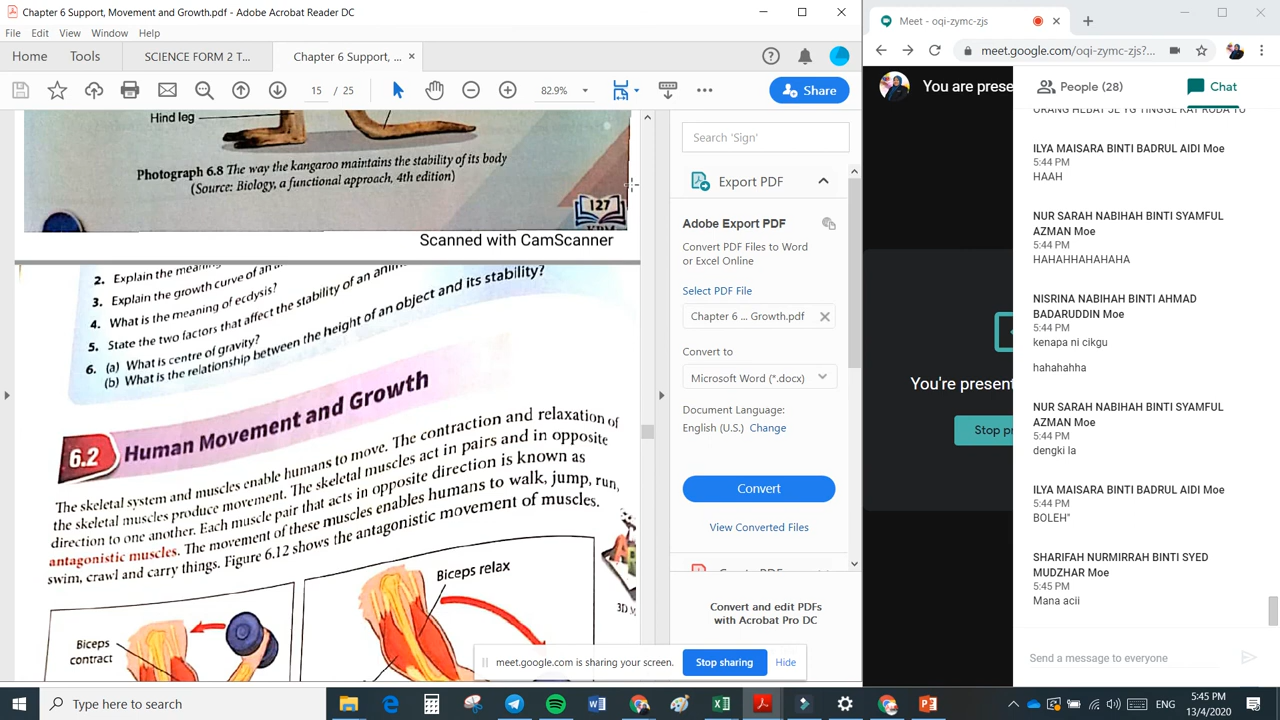 Chapter 6 Support, Movement and Growth.pdf - Adobe Acrobat Reader DC
File Edit View Window Help
Home Tools SCIENCE FORM 2 T... Chapter 6 Support, ... ×
15 / 25 82.9% Share
Hind leg
Photograph 6.8 The way the kangaroo maintains the stability of its body
(Source: Biology, a functional approach, 4th edition)
127
Scanned with CamScanner
2. Explain the
3. Explain the growth curve of an
4. What is the meaning of ecdysis?
5. State the two factors that affect the stability of an
6. (a) What is centre of gravity?
(b) What is the relationship between the height of an object and its stability?
6.2 Human Movement and Growth
The skeletal system and muscles enable humans to move. The contraction and relaxation of
the skeletal muscles produce movement. The skeletal muscles act in pairs and in opposite
direction to one another. Each muscle pair that acts in opposite direction is known as
antagonistic muscles. The movement of these muscles enables humans to walk, jump, run,
swim, crawl and carry things. Figure 6.12 shows the antagonistic movement of muscles.
Biceps relax
Biceps
contract
Search 'Sign'
Export PDF
Adobe Export PDF
Convert PDF Files to Word
or Excel Online
Select PDF File
Chapter 6 ... Growth.pdf
Convert to
Microsoft Word (*.docx)
Document Language:
English (U.S.) Change
Convert
View Converted Files
Convert and edit PDFs
with Acrobat Pro DC
meet.google.com is sharing your screen. Stop sharing Hide
Meet - oqi-zymc-zjs
meet.google.com/oqi-zymc-zjs?...
You are prese
People (28) Chat
You're present
Stop pr
ORANG HEBAT JE YG TINGGE KAT RODA TU
ILYA MAISARA BINTI BADRUL AIDI Moe
5:44 PM
HAAH
NUR SARAH NABIHAH BINTI SYAMFUL
AZMAN Moe
5:44 PM
HAHAHHAHAHAHA
NISRINA NABIHAH BINTI AHMAD
BADARUDDIN Moe
5:44 PM
kenapa ni cikgu
hahahahha
NUR SARAH NABIHAH BINTI SYAMFUL
AZMAN Moe
5:44 PM
dengki la
ILYA MAISARA BINTI BADRUL AIDI Moe
5:44 PM
BOLEH"
SHARIFAH NURMIRRAH BINTI SYED
MUDZHAR Moe
5:45 PM
Mana acii
Send a message to everyone
Type here to search
ENG
5:45 PM
13/4/2020